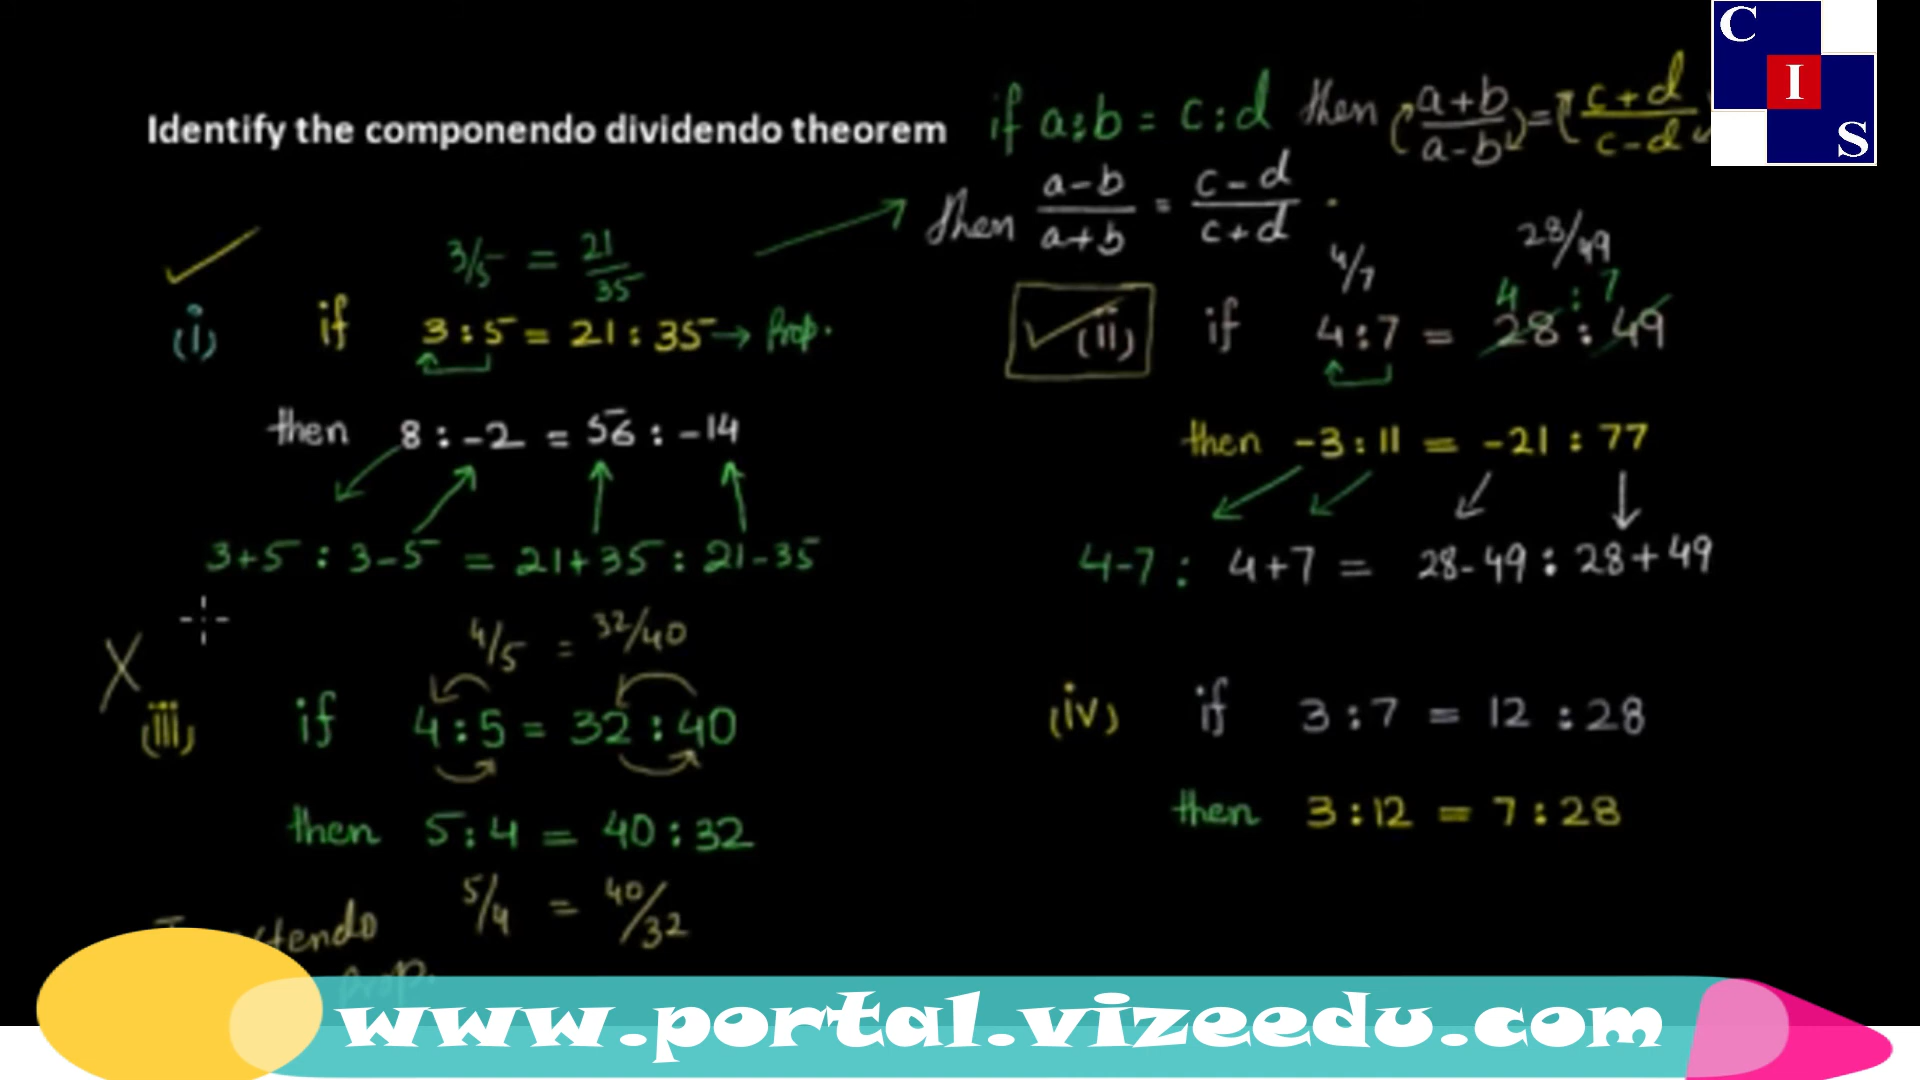 C
I
S
Identify the componendo dividendo theorem
if a:b = c:d then a+b/a-b = c+d/c-d
then a-b/a+b = c-d/c+d .
3/5 = 21/35
(i) if 3:5 = 21:35 → Prop.
then 8:-2 = 56:-14
3+5 : 3-5 = 21+35 : 21-35
4/7 28/49
4 : 7
(ii) if 4:7 = 28:49
then -3:11 = -21:77
4-7 : 4+7 = 28-49 : 28+49
4/5 = 32/40
X
(iii) if 4:5 = 32:40
then 5:4 = 40:32
5/4 = 40/32
Prop.
(iv) if 3:7 = 12:28
then 3:12 = 7:28
www.portal.vizeedu.com